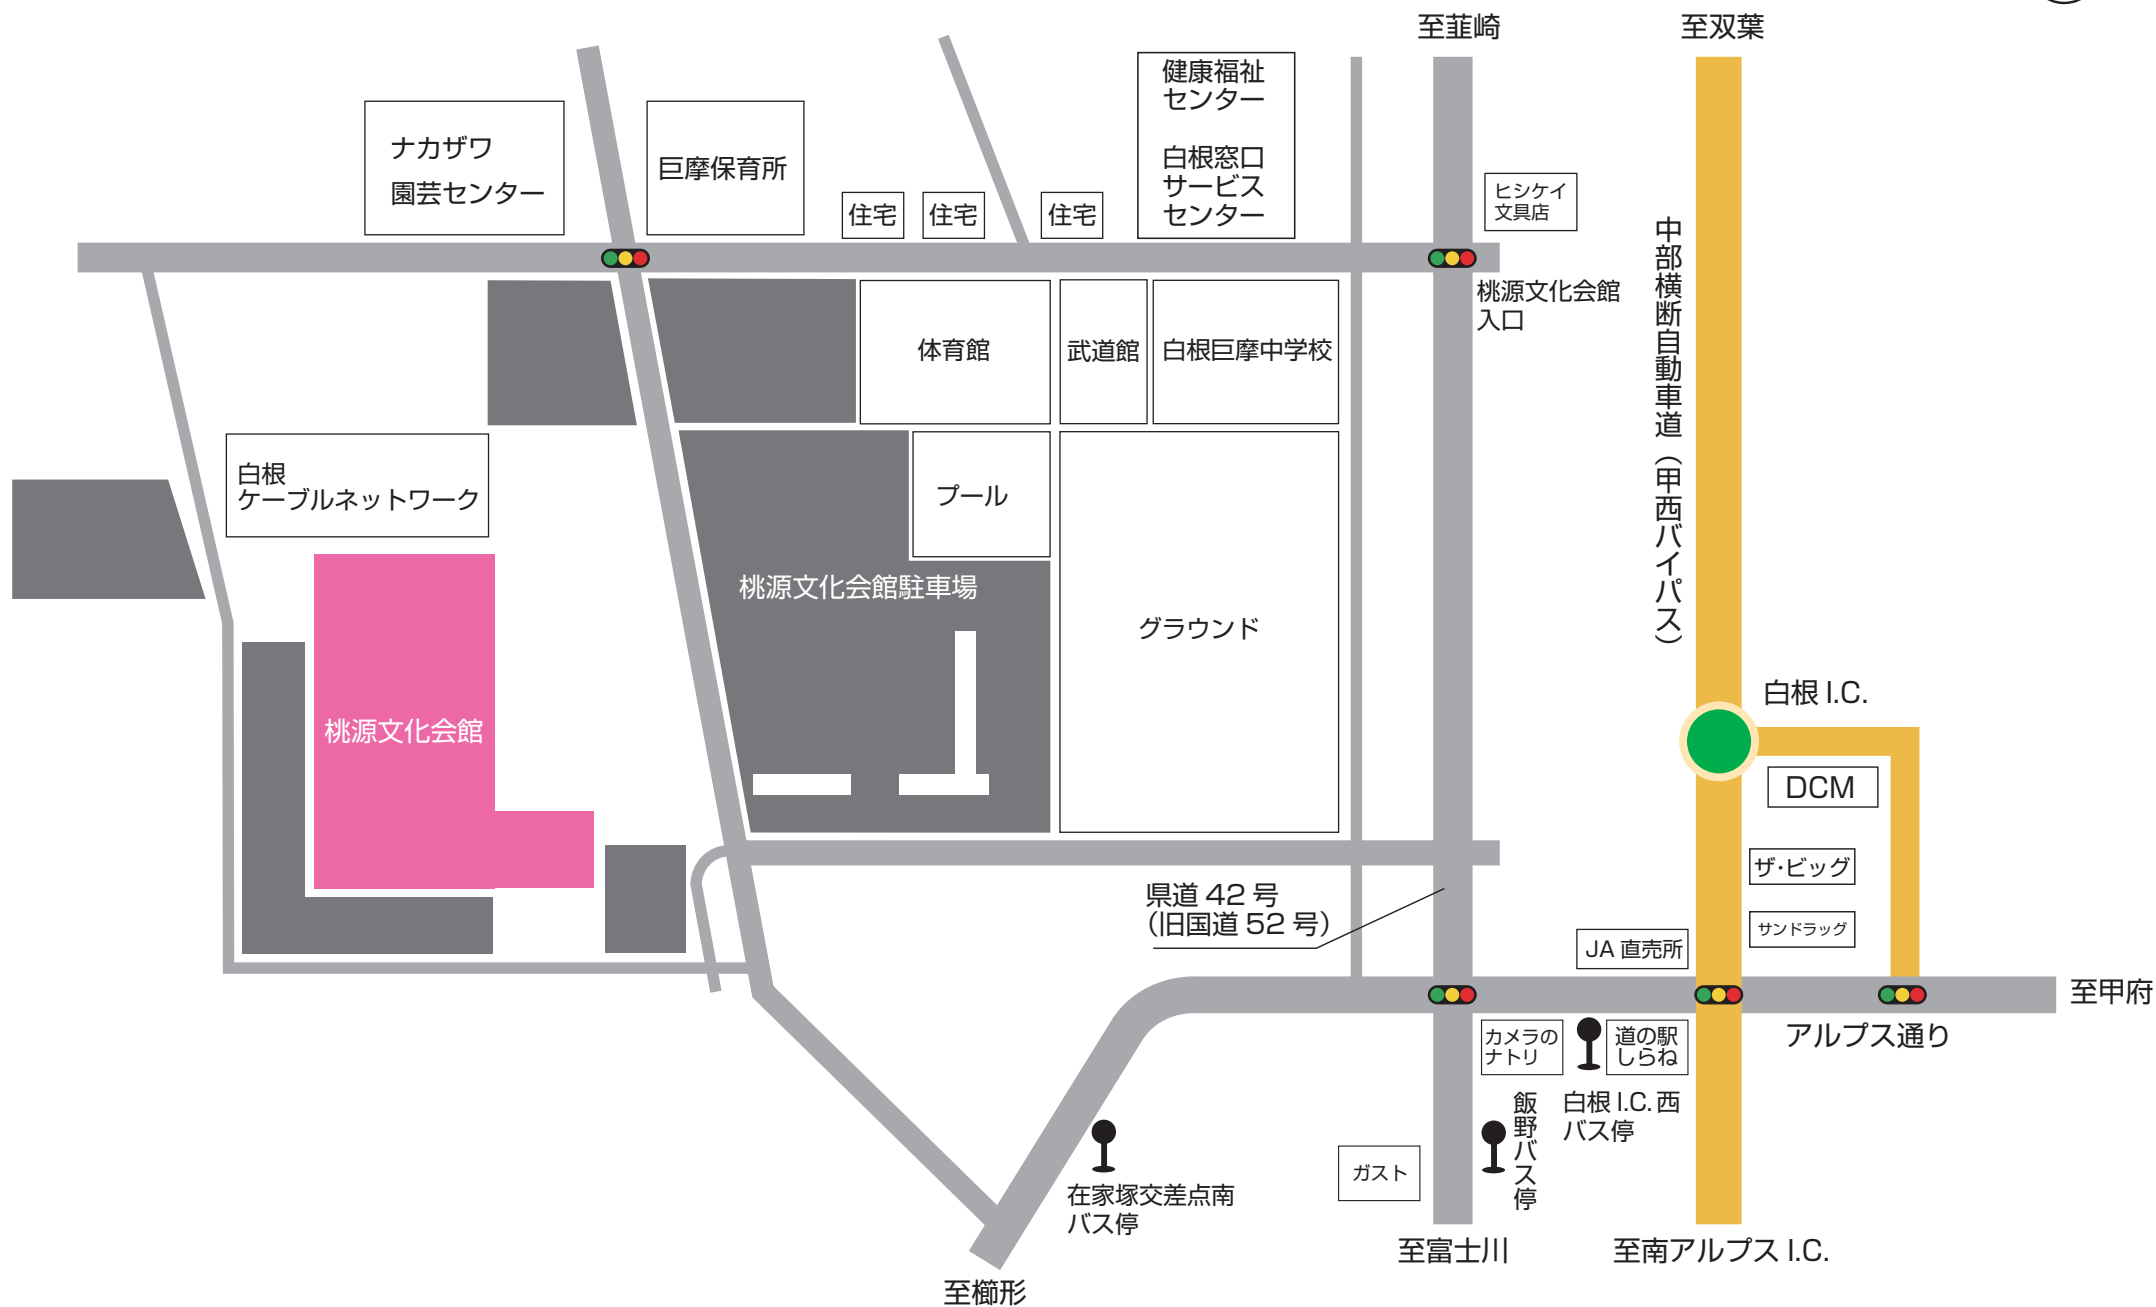 至韮崎
至双葉
健康福祉
センター
白根窓口
サービス
センター
ナカザワ
園芸センター
巨摩保育所
住宅
住宅
住宅
ヒシケイ
文具店
桃源文化会館
入口
中部横断自動車道（甲西バイパス）
体育館
武道館
白根巨摩中学校
白根
ケーブルネットワーク
プール
桃源文化会館駐車場
グラウンド
桃源文化会館
白根 I.C.
DCM
ザ・ビッグ
サンドラッグ
県道 42 号
（旧国道 52 号）
JA 直売所
至甲府
アルプス通り
カメラの
ナトリ
道の駅
しらね
白根 I.C. 西
バス停
飯野バス停
ガスト
在家塚交差点南
バス停
至富士川
至南アルプス I.C.
至櫛形